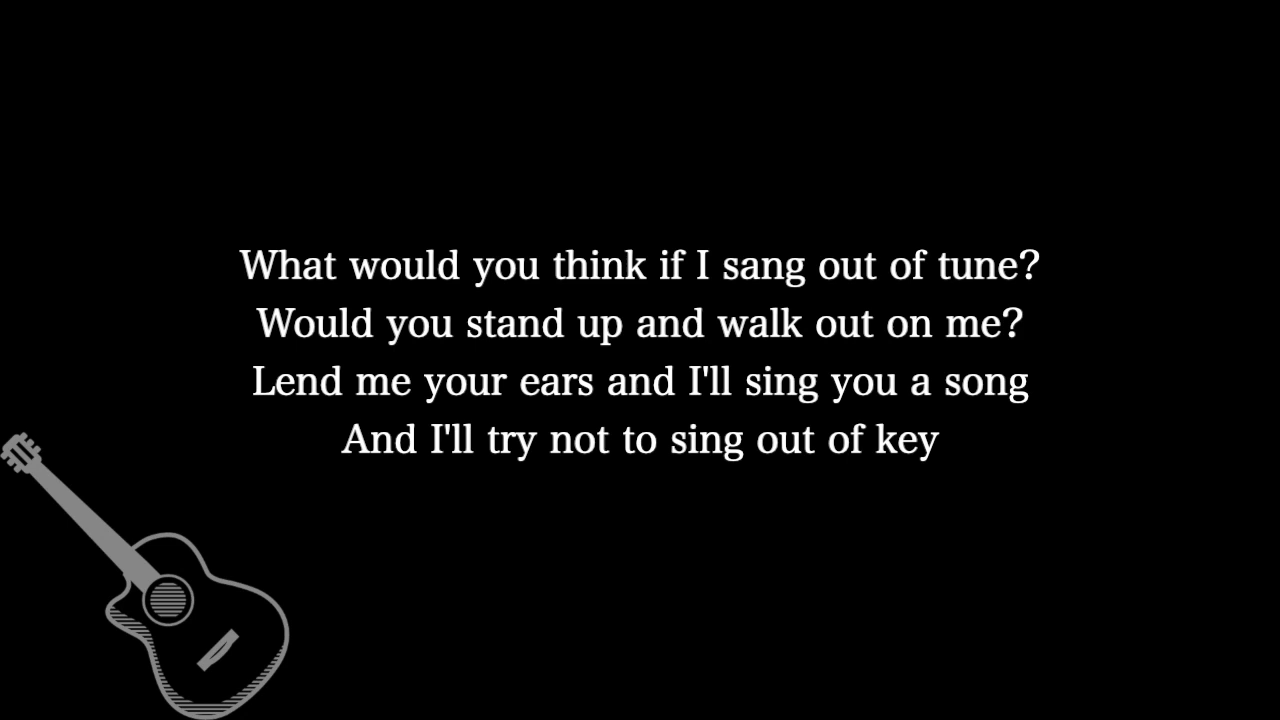 What would you think if I sang out of tune?
Would you stand up and walk out on me?
Lend me your ears and I'll sing you a song
And I'll try not to sing out of key